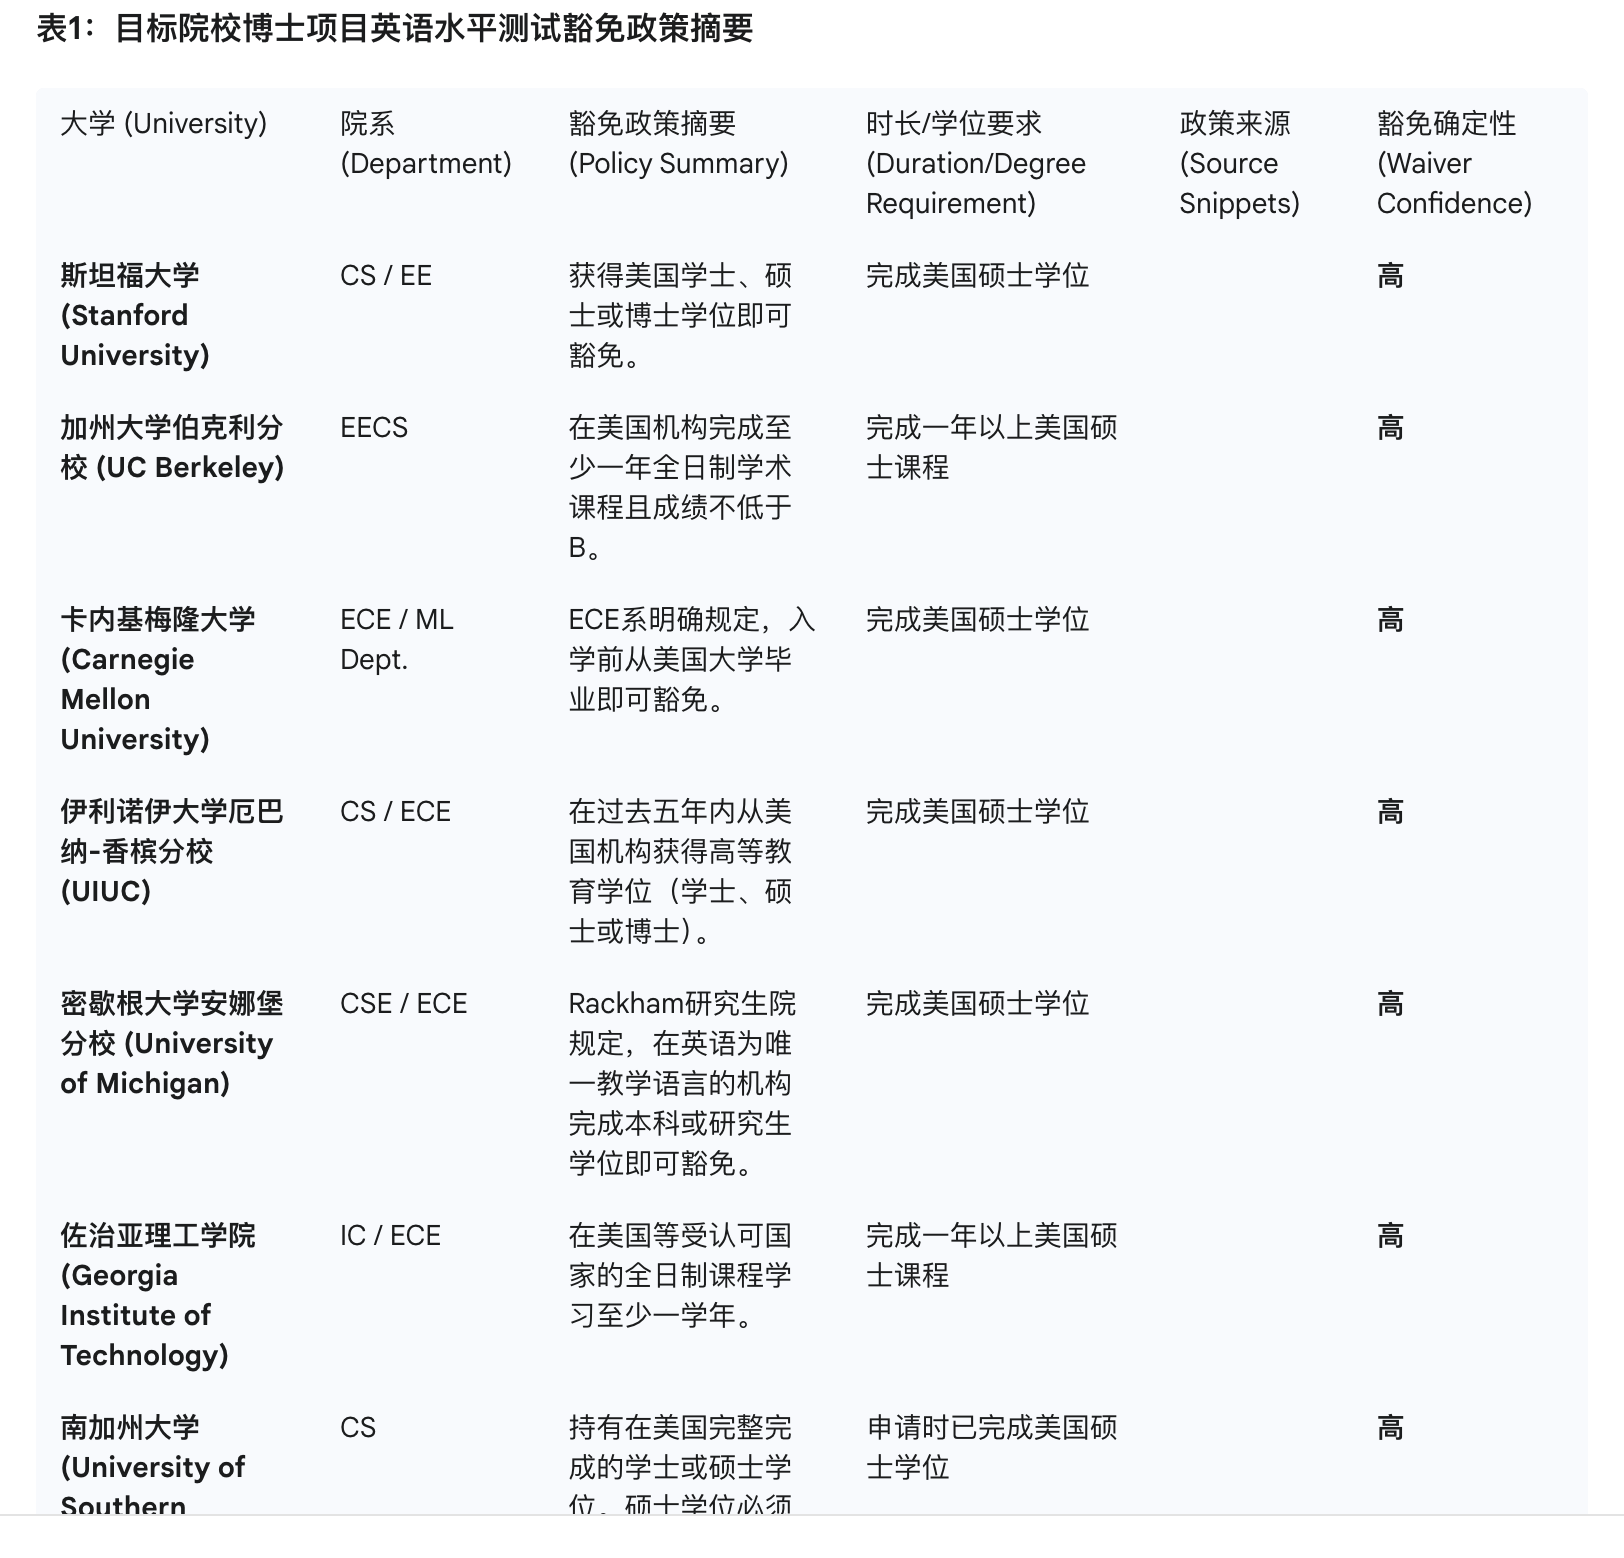 表1：目标院校博士项目英语水平测试豁免政策摘要
大学 (University)
院系
(Department)
豁免政策摘要
(Policy Summary)
时长/学位要求
(Duration/Degree
Requirement)
政策来源
(Source
Snippets)
豁免确定性
(Waiver
Confidence)
斯坦福大学
(Stanford
University)
CS / EE
获得美国学士、硕
士或博士学位即可
豁免。
完成美国硕士学位
高
加州大学伯克利分
校 (UC Berkeley)
EECS
在美国机构完成至
少一年全日制学术
课程且成绩不低于
B。
完成一年以上美国硕
士课程
高
卡内基梅隆大学
(Carnegie
Mellon
University)
ECE / ML
Dept.
ECE系明确规定，入
学前从美国大学毕
业即可豁免。
完成美国硕士学位
高
伊利诺伊大学厄巴
纳-香槟分校
(UIUC)
CS / ECE
在过去五年内从美
国机构获得高等教
育学位（学士、硕
士或博士）。
完成美国硕士学位
高
密歇根大学安娜堡
分校 (University
of Michigan)
CSE / ECE
Rackham研究生院
规定，在英语为唯
一教学语言的机构
完成本科或研究生
学位即可豁免。
完成美国硕士学位
高
佐治亚理工学院
(Georgia
Institute of
Technology)
IC / ECE
在美国等受认可国
家的全日制课程学
习至少一学年。
完成一年以上美国硕
士课程
高
南加州大学
(University of
Southern
CS
持有在美国完整完
成的学士或硕士学
位。硕士学位必须
申请时已完成美国硕
士学位
高